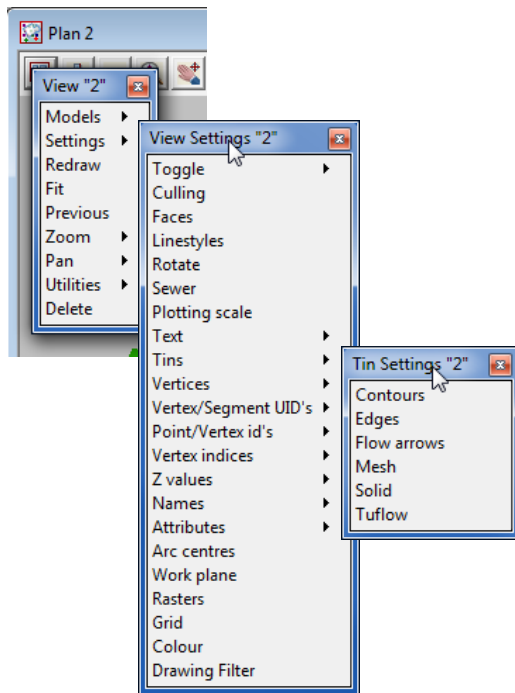 Plan 2
View "2"
Models
Settings
Redraw
Fit
Previous
Zoom
Pan
Utilities
Delete
View Settings "2"
Toggle
Culling
Faces
Linestyles
Rotate
Sewer
Plotting scale
Text
Tins
Vertices
Vertex/Segment UID's
Point/Vertex id's
Vertex indices
Z values
Names
Attributes
Arc centres
Work plane
Rasters
Grid
Colour
Drawing Filter
Tin Settings "2"
Contours
Edges
Flow arrows
Mesh
Solid
Tuflow